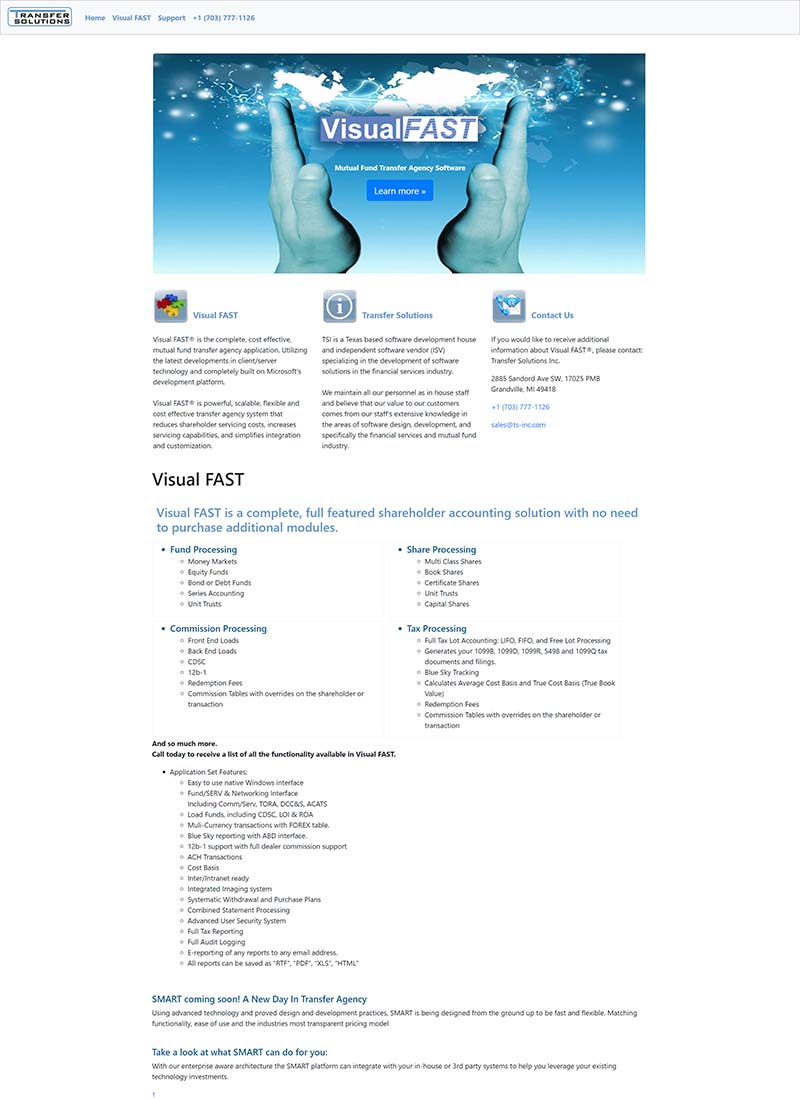 TRANSFER
SOLUTIONS
Home Visual FAST Support +1 (703) 777-1126
VisualFAST
Mutual Fund Transfer Agency Software
Learn more »
Visual FAST
Visual FAST® is the complete, cost effective,
mutual fund transfer agency application. Utilizing
the latest developments in client/server
technology and completely built on Microsoft's
development platform.
Visual FAST® is powerful, scalable, flexible and
cost effective transfer agency system that
reduces shareholder servicing costs, increases
servicing capabilities, and simplifies integration
and customization.
Transfer Solutions
TSI is a Texas based software development house
and independent software vendor (ISV)
specializing in the development of software
solutions in the financial services industry.
We maintain all our personnel as in house staff
and believe that our value to our customers
comes from our staff's extensive knowledge in
the areas of software design, development, and
specifically the financial services and mutual fund
industry.
Contact Us
If you would like to receive additional
information about Visual FAST®, please contact:
Transfer Solutions Inc.
2885 Sandord Ave SW, 17025 PMB
Grandville, MI 49418
+1 (703) 777-1126
sales@ts-inc.com
Visual FAST
Visual FAST is a complete, full featured shareholder accounting solution with no need
to purchase additional modules.
• Fund Processing
○ Money Markets
○ Equity Funds
○ Bond or Debt Funds
○ Series Accounting
○ Unit Trusts
• Share Processing
○ Multi Class Shares
○ Book Shares
○ Certificate Shares
○ Unit Trusts
○ Capital Shares
• Commission Processing
○ Front End Loads
○ Back End Loads
○ CDSC
○ 12b-1
○ Redemption Fees
○ Commission Tables with overrides on the shareholder or
transaction
• Tax Processing
○ Full Tax Lot Accounting: LIFO, FIFO, and Free Lot Processing
○ Generates your 1099B, 1099D, 1099R, 5498 and 1099Q tax
documents and filings.
○ Blue Sky Tracking
○ Calculates Average Cost Basis and True Cost Basis (True Book
Value)
○ Redemption Fees
○ Commission Tables with overrides on the shareholder or
transaction
And so much more.
Call today to receive a list of all the functionality available in Visual FAST.
• Application Set Features:
○ Easy to use native Windows interface
○ Fund/SERV & Networking Interface
Including Comm/Serv, TORA, DCC&S, ACATS
○ Load Funds, including CDSC, LOI & ROA
○ Muli-Currency transactions with FOREX table.
○ Blue Sky reporting with ABD interface.
○ 12b-1 support with full dealer commission support
○ ACH Transactions
○ Cost Basis
○ Inter/Intranet ready
○ Integrated Imaging system
○ Systematic Withdrawal and Purchase Plans
○ Combined Statement Processing
○ Advanced User Security System
○ Full Tax Reporting
○ Full Audit Logging
○ E-reporting of any reports to any email address.
○ All reports can be saved as "RTF", "PDF", "XLS", "HTML"
SMART coming soon! A New Day In Transfer Agency
Using advanced technology and proved design and development practices, SMART is being designed from the ground up to be fast and flexible. Matching
functionality, ease of use and the industries most transparent pricing model
Take a look at what SMART can do for you:
With our enterprise aware architecture the SMART platform can integrate with your in-house or 3rd party systems to help you leverage your existing
technology investments.
1